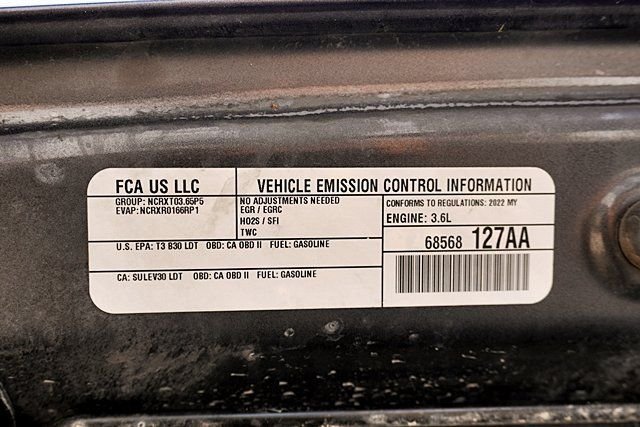 FCA US LLC
VEHICLE EMISSION CONTROL INFORMATION
GROUP: NCRXT03.65P5
EVAP: NCRXR0166RP1
NO ADJUSTMENTS NEEDED
EGR / EGRC
HO2S / SFI
TWC
CONFORMS TO REGULATIONS: 2022 MY
ENGINE: 3.6L
U.S. EPA: T3 B30 LDT OBD: CA OBD II FUEL: GASOLINE
68568 127AA
CA: SULEV30 LDT OBD: CA OBD II FUEL: GASOLINE